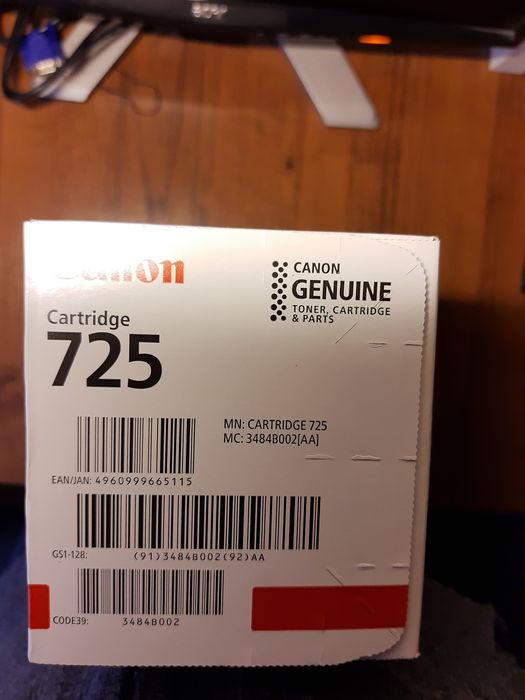 Canon
CANON
GENUINE
TONER, CARTRIDGE
& PARTS
Cartridge
725
MN: CARTRIDGE 725
MC: 3484B002[AA]
EAN/JAN: 4960999665115
GS1-128: (91)3484B002(92)AA
CODE39: 3484B002